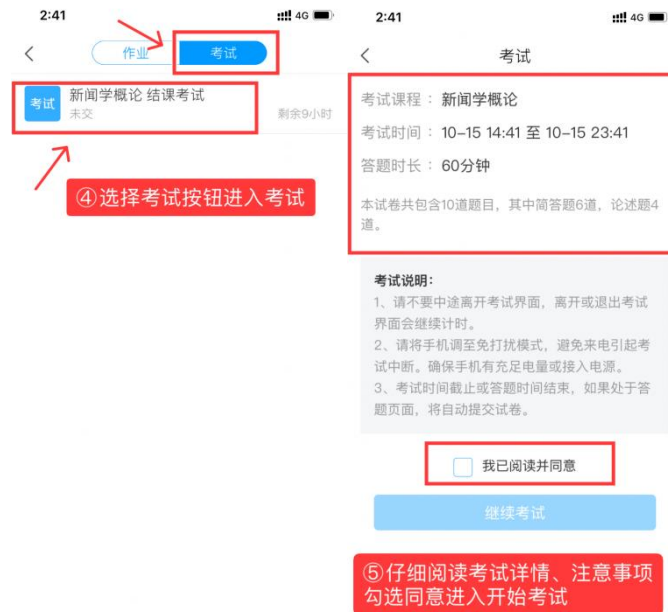 2:41
4G
作业
考试
考试
新闻学概论 结课考试
未交
剩余9小时
④选择考试按钮进入考试
2:41
4G
考试
考试课程：新闻学概论
考试时间：10-15 14:41 至 10-15 23:41
答题时长：60分钟
本试卷共包含10道题目，其中简答题6道，论述题4
道。
考试说明：
1、请不要中途离开考试界面，离开或退出考试
界面会继续计时。
2、请将手机调至免打扰模式，避免来电引起考
试中断。确保手机有充足电量或接入电源。
3、考试时间截止或答题时间结束，如果处于答
题页面，将自动提交试卷。
我已阅读并同意
继续考试
⑤仔细阅读考试详情、注意事项
勾选同意进入开始考试